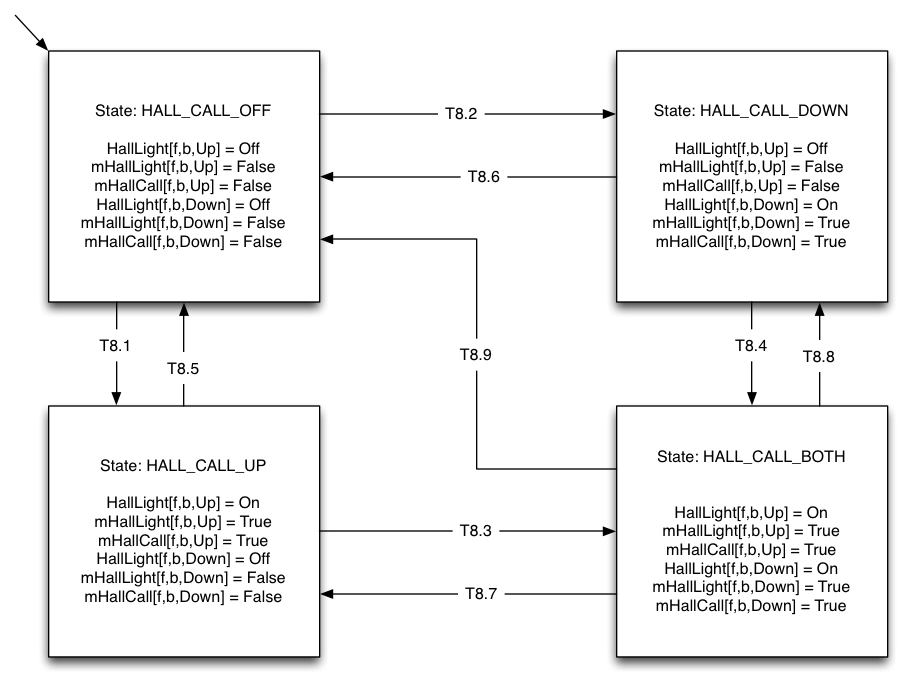 State: HALL_CALL_OFF
HallLight[f,b,Up] = Off
mHallLight[f,b,Up] = False
mHallCall[f,b,Up] = False
HallLight[f,b,Down] = Off
mHallLight[f,b,Down] = False
mHallCall[f,b,Down] = False
T8.2
T8.6
State: HALL_CALL_DOWN
HallLight[f,b,Up] = Off
mHallLight[f,b,Up] = False
mHallCall[f,b,Up] = False
HallLight[f,b,Down] = On
mHallLight[f,b,Down] = True
mHallCall[f,b,Down] = True
T8.1
T8.5
T8.9
T8.4
T8.8
State: HALL_CALL_UP
HallLight[f,b,Up] = On
mHallLight[f,b,Up] = True
mHallCall[f,b,Up] = True
HallLight[f,b,Down] = Off
mHallLight[f,b,Down] = False
mHallCall[f,b,Down] = False
T8.3
T8.7
State: HALL_CALL_BOTH
HallLight[f,b,Up] = On
mHallLight[f,b,Up] = True
mHallCall[f,b,Up] = True
HallLight[f,b,Down] = On
mHallLight[f,b,Down] = True
mHallCall[f,b,Down] = True